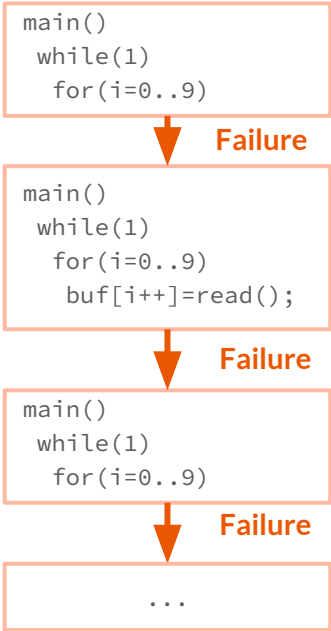 main()
while(1)
for(i=0..9)
Failure
main()
while(1)
for(i=0..9)
buf[i++]=read();
Failure
main()
while(1)
for(i=0..9)
Failure
...